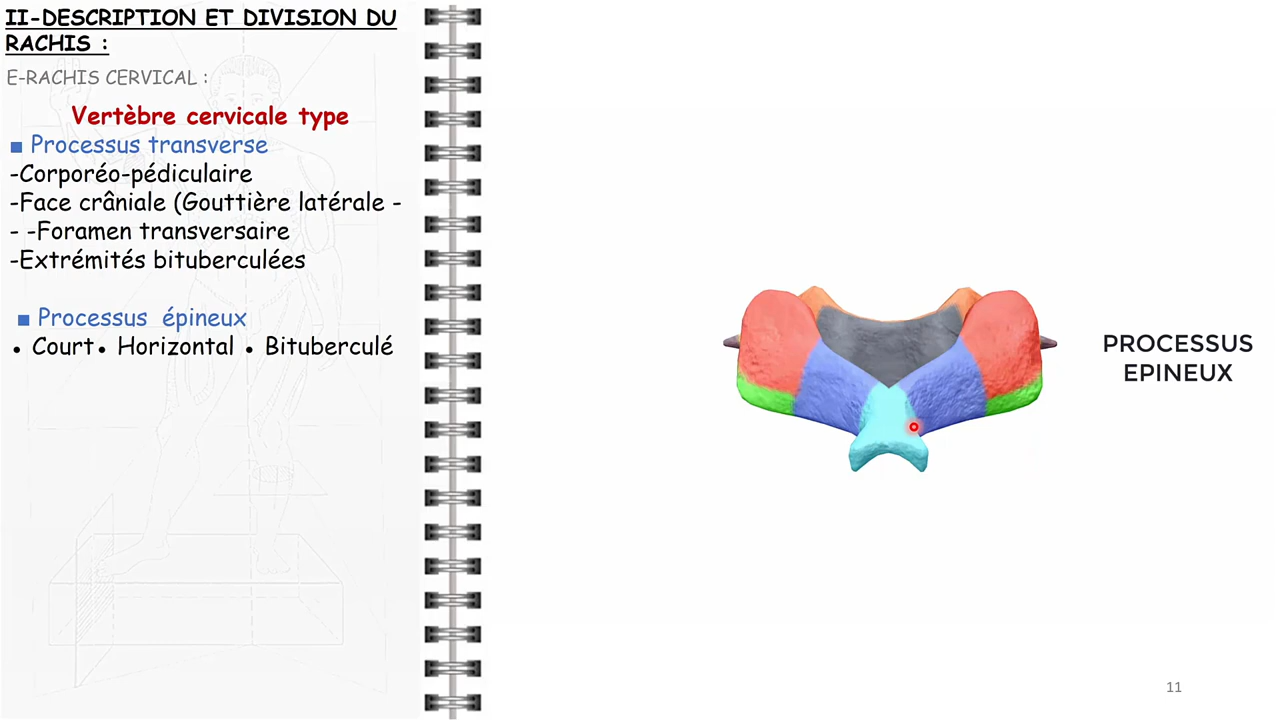 II-DESCRIPTION ET DIVISION DU
RACHIS :
E-RACHIS CERVICAL :
Vertèbre cervicale type
▪ Processus transverse
-Corporéo-pédiculaire
-Face crâniale (Gouttière latérale -
- -Foramen transversaire
-Extrémités bituberculées
▪ Processus épineux
• Court• Horizontal • Bituberculé
PROCESSUS
EPINEUX
11